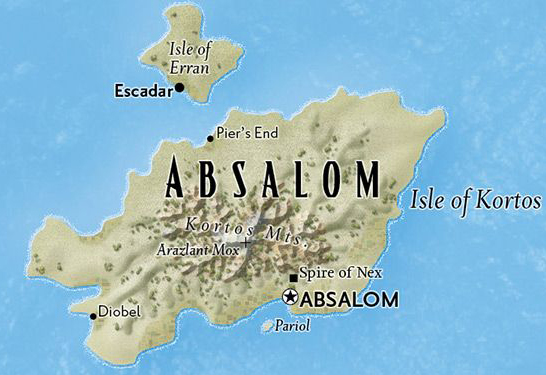 Isle of
Erran
Escadar
Pier's End
ABSALOM
Isle of Kortos
Kortos Mts.
Arazlant Mox
Spire of Nex
ABSALOM
Diobel
Pariol